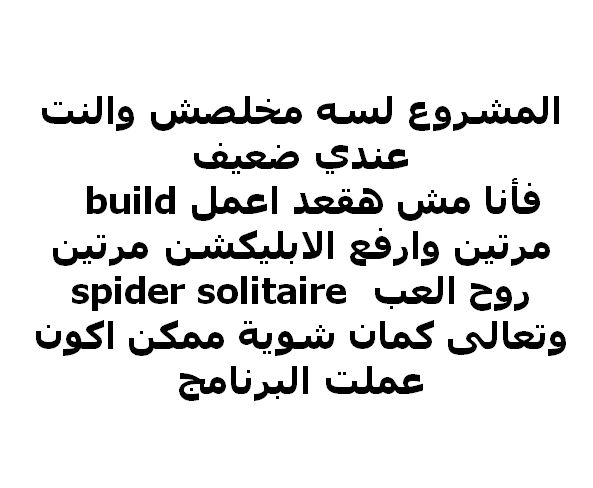 المشروع لسه مخلصش والنت
عندي ضعيف
فأنا مش هقعد اعمل build
مرتين وارفع الابليكشن مرتين
روح العب spider solitaire
وتعالى كمان شوية ممكن اكون
عملت البرنامج